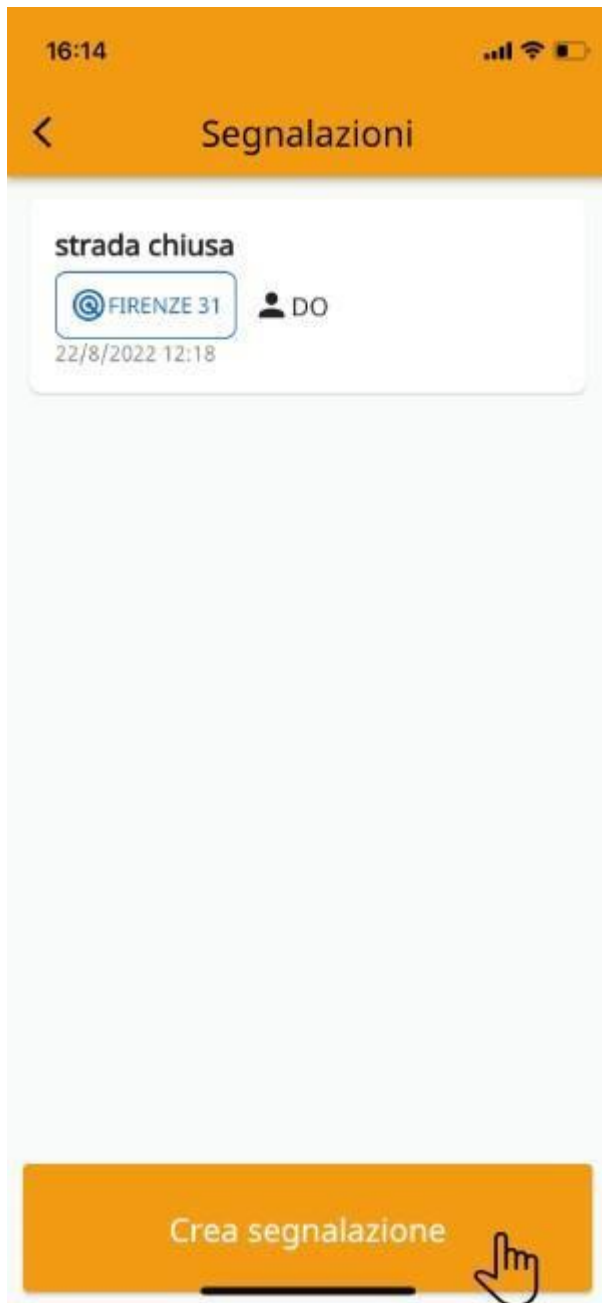 16:14
Segnalazioni
strada chiusa
FIRENZE 31 DO
22/8/2022 12:18
Crea segnalazione